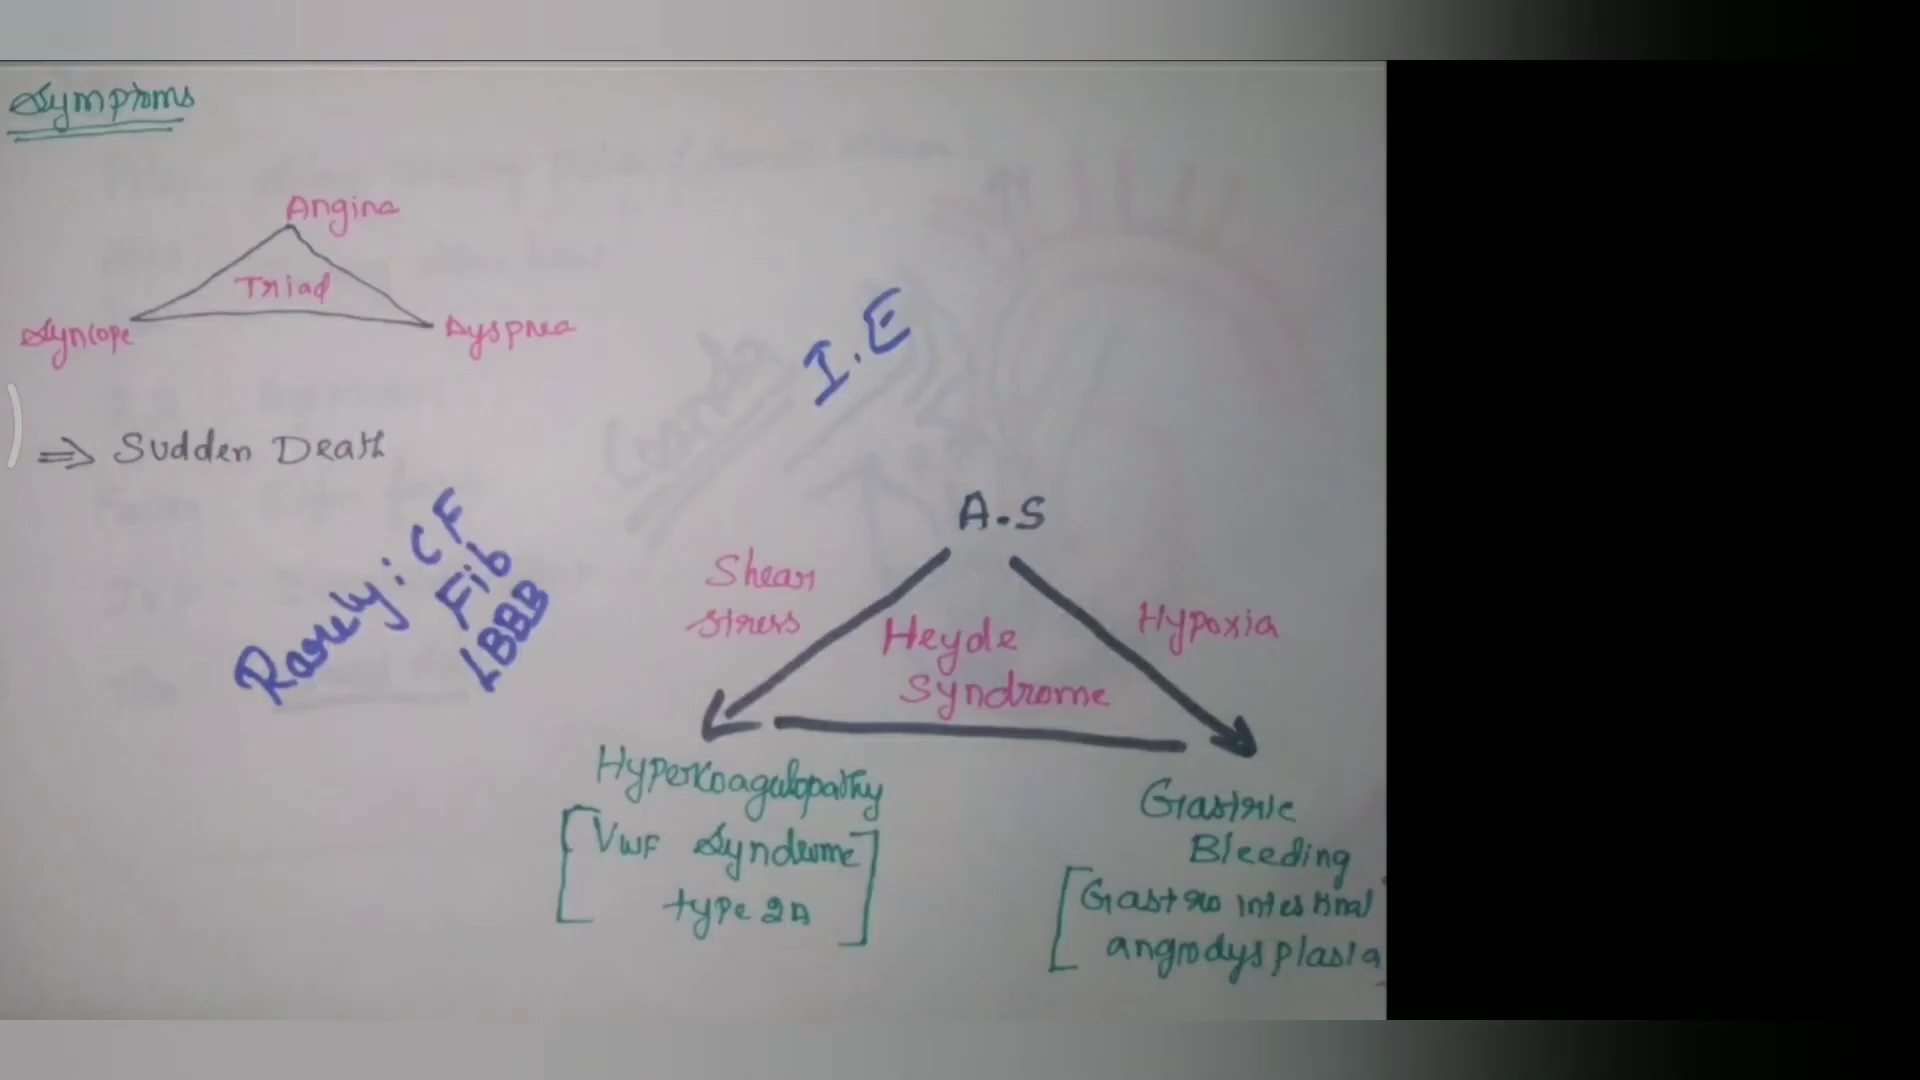 Symptoms
Angina
Triad
Syncope
Dyspnea
I.E
⇒ Sudden Death
Rarely: CF
Fib
LBBB
A.S
Shear
stress
Hypoxia
Heyde
Syndrome
Hypercoagulopathy
[VWF Syndrome
type 2A]
Gastric
Bleeding
[Gastro intestinal
angiodysplasia